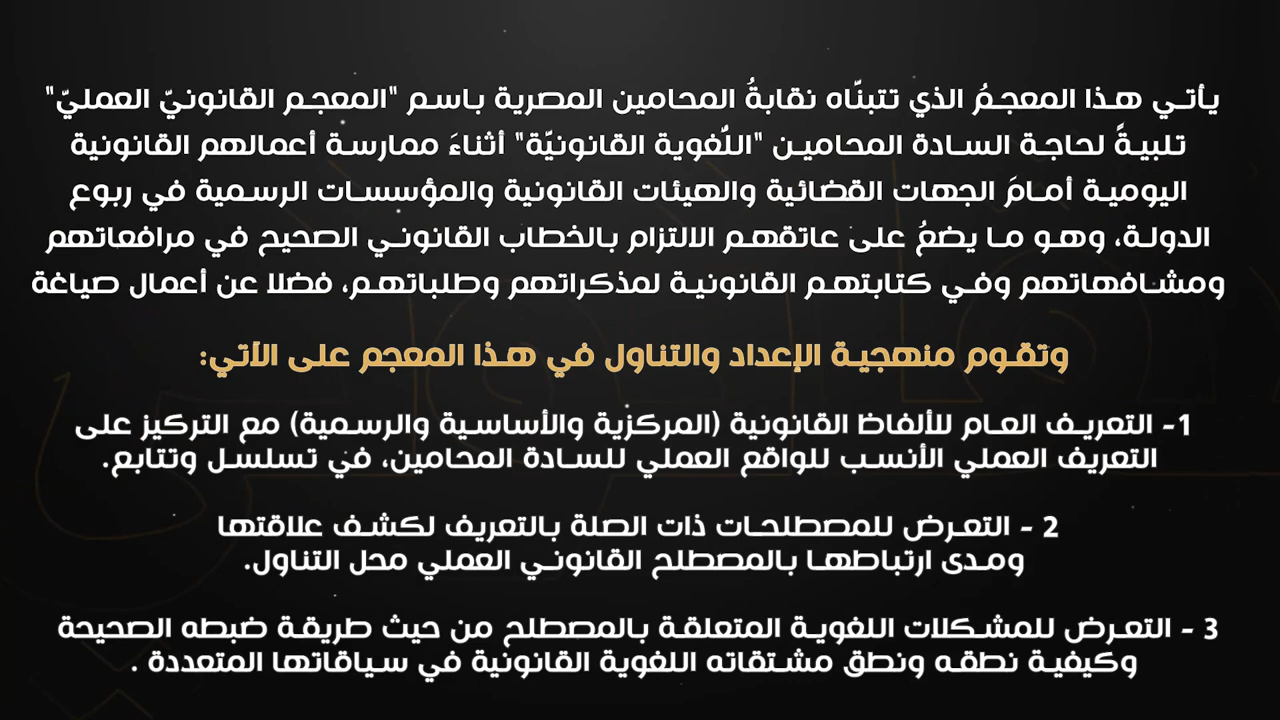 يأتي هذا المعجمُ الذي تتبنّاه نقابةُ المحامين المصرية باسم "المعجم القانونيّ العمليّ"
تلبيةً لحاجة السادة المحامين "اللُّغوية القانونيّة" أثناءَ ممارسة أعمالهم القانونية
اليومية أمامَ الجهات القضائية والهيئات القانونية والمؤسسات الرسمية في ربوع
الدولة، وهو ما يضعُ على عاتقهم الالتزام بالخطاب القانوني الصحيح في مرافعاتهم
ومشافهاتهم وفي كتابتهم القانونية لمذكراتهم وطلباتهم، فضلا عن أعمال صياغة
وتقوم منهجية الإعداد والتناول في هذا المعجم على الآتي:
1- التعريف العام للألفاظ القانونية (المركزية والأساسية والرسمية) مع التركيز على
التعريف العملي الأنسب للواقع العملي للسادة المحامين، في تسلسل وتتابع.
2 - التعرض للمصطلحات ذات الصلة بالتعريف لكشف علاقتها
ومدى ارتباطها بالمصطلح القانوني العملي محل التناول.
3 - التعرض للمشكلات اللغوية المتعلقة بالمصطلح من حيث طريقة ضبطه الصحيحة
وكيفية نطقه ونطق مشتقاته اللغوية القانونية في سياقاتها المتعددة .